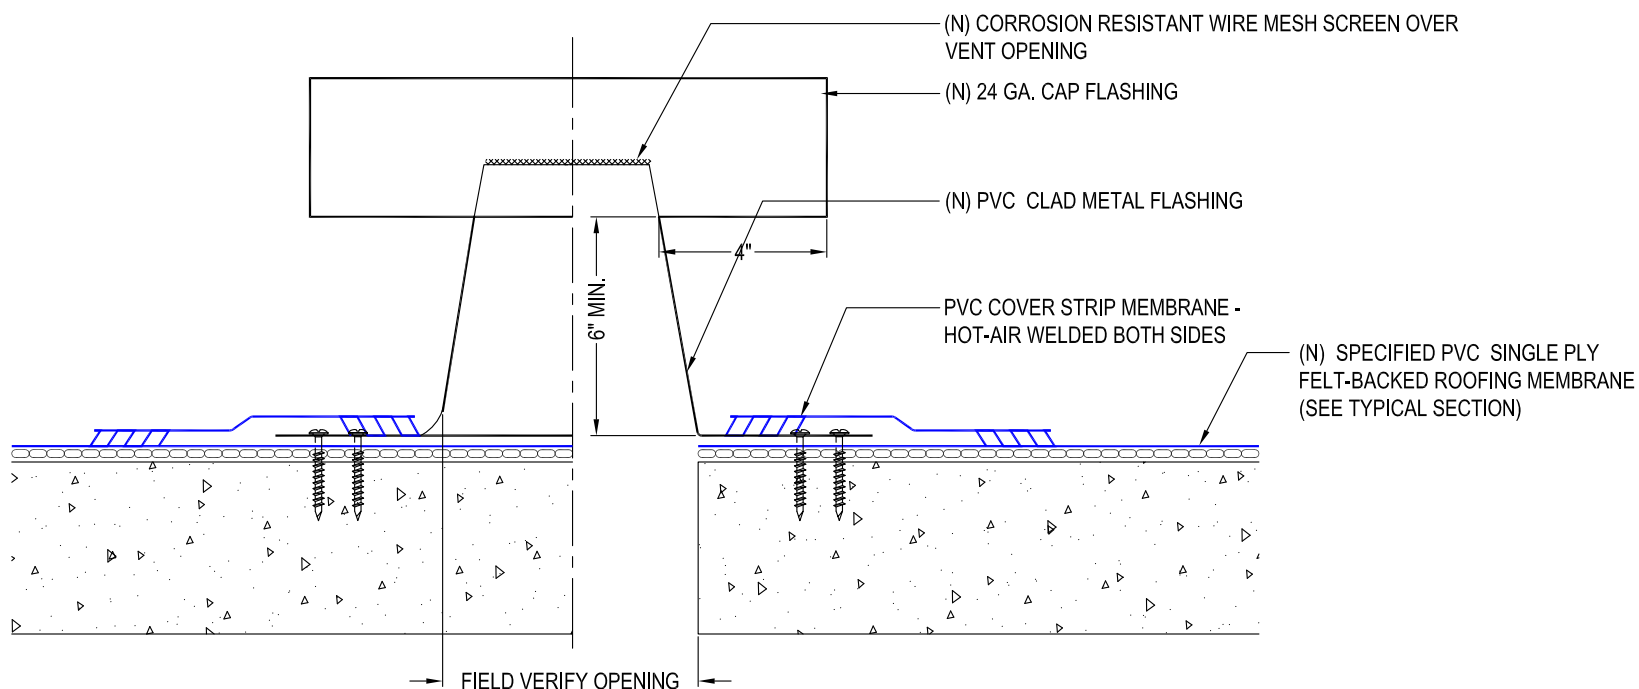 (N) CORROSION RESISTANT WIRE MESH SCREEN OVER
VENT OPENING
(N) 24 GA. CAP FLASHING
(N) PVC CLAD METAL FLASHING
4"
6" MIN.
PVC COVER STRIP MEMBRANE -
HOT-AIR WELDED BOTH SIDES
(N) SPECIFIED PVC SINGLE PLY
FELT-BACKED ROOFING MEMBRANE
(SEE TYPICAL SECTION)
FIELD VERIFY OPENING